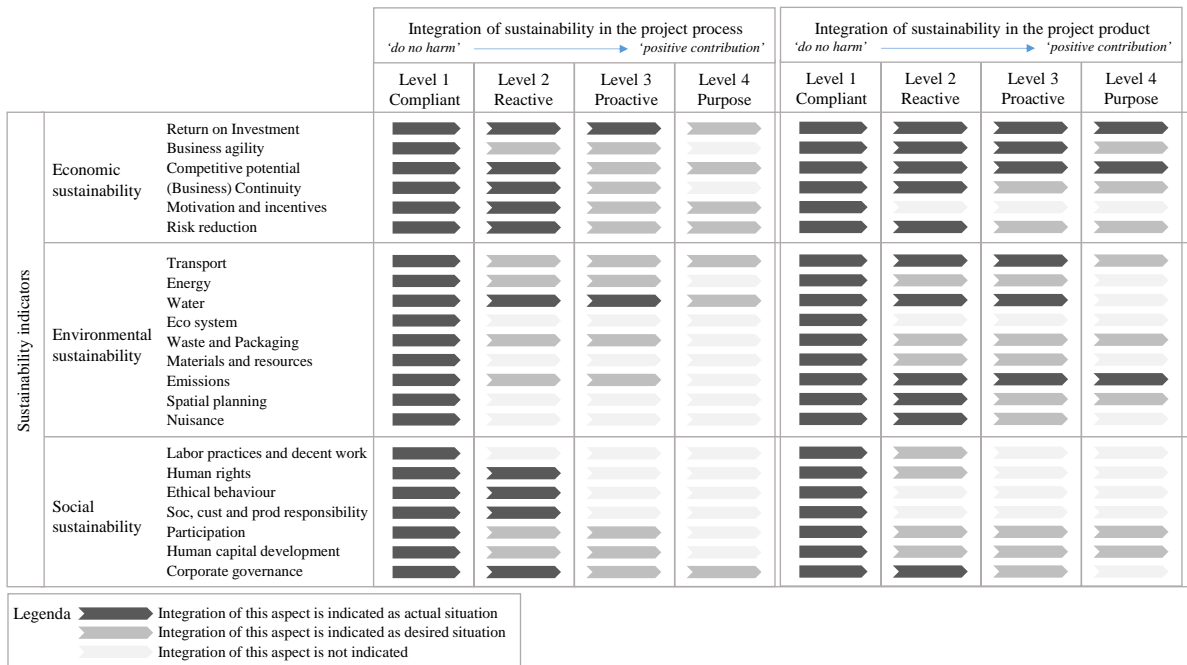 Integration of sustainability in the project process
'do no harm' 'positive contribution'
Integration of sustainability in the project product
'do no harm' 'positive contribution'
Level 1 Compliant
Level 2 Reactive
Level 3 Proactive
Level 4 Purpose
Level 1 Compliant
Level 2 Reactive
Level 3 Proactive
Level 4 Purpose
Sustainability indicators
Economic sustainability
Return on Investment
Business agility
Competitive potential
(Business) Continuity
Motivation and incentives
Risk reduction
Environmental sustainability
Transport
Energy
Water
Eco system
Waste and Packaging
Materials and resources
Emissions
Spatial planning
Nuisance
Social sustainability
Labor practices and decent work
Human rights
Ethical behaviour
Soc, cust and prod responsibility
Participation
Human capital development
Corporate governance
Legenda
Integration of this aspect is indicated as actual situation
Integration of this aspect is indicated as desired situation
Integration of this aspect is not indicated